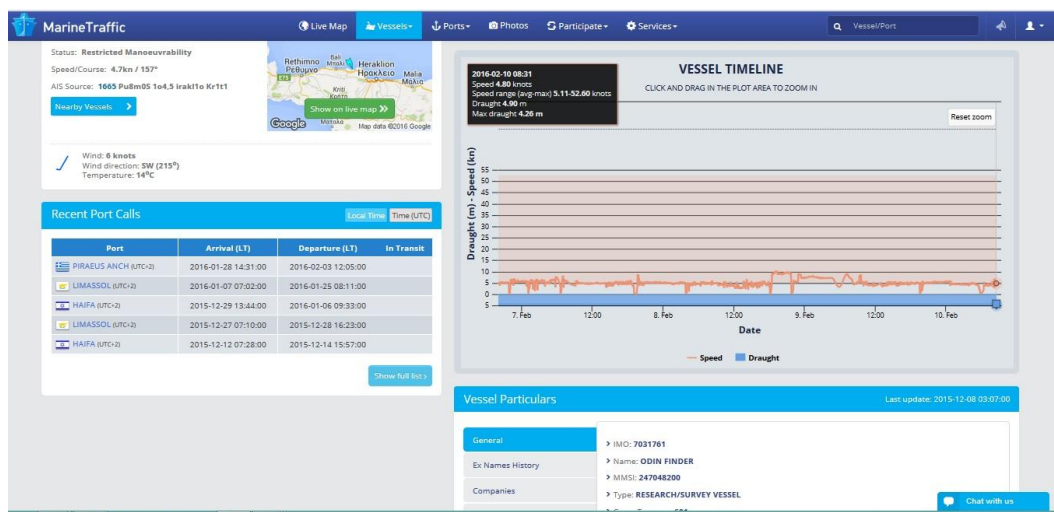 MarineTraffic
Live Map
Vessels
Ports
Photos
Participate
Services
Vessel/Port
Status: Restricted Manoeuvrability
Speed/Course: 4.7kn / 157°
AIS Source: 1665 Pu8m0S 1o4,5 irakl1o Kr1t1
Nearby Vessels
Rethimno
Ρέθυμνο
Bali
Heraklion
Ηράκλειο
Malia
Μάλια
Kriti
Show on live map
Google
Map data ©2016 Google
Wind: 6 knots
Wind direction: SW (215⁰)
Temperature: 14⁰C
Recent Port Calls
Local Time
Time (UTC)
Port Arrival (LT) Departure (LT) In Transit
PIRAEUS ANCH (UTC+2) 2016-01-28 14:31:00 2016-02-03 12:05:00
LIMASSOL (UTC+2) 2016-01-07 07:02:00 2016-01-25 08:11:00
HAIFA (UTC+2) 2015-12-29 13:44:00 2016-01-06 09:33:00
LIMASSOL (UTC+2) 2015-12-27 07:10:00 2015-12-28 16:23:00
HAIFA (UTC+2) 2015-12-12 07:28:00 2015-12-14 15:57:00
Show full list
2016-02-10 08:31
Speed 4.80 knots
Speed range (avg-max) 5.11-52.60 knots
Draught 4.90 m
Max draught 4.26 m
VESSEL TIMELINE
CLICK AND DRAG IN THE PLOT AREA TO ZOOM IN
Reset zoom
Draught (m) - Speed (kn)
55
50
45
40
35
30
25
20
15
10
5
0
5
7. Feb
12:00
8. Feb
12:00
9. Feb
12:00
10. Feb
Date
Speed
Draught
Vessel Particulars
Last update: 2015-12-08 03:07:00
General
Ex Names History
Companies
IMO: 7031761
Name: ODIN FINDER
MMSI: 247048200
Type: RESEARCH/SURVEY VESSEL
Chat with us